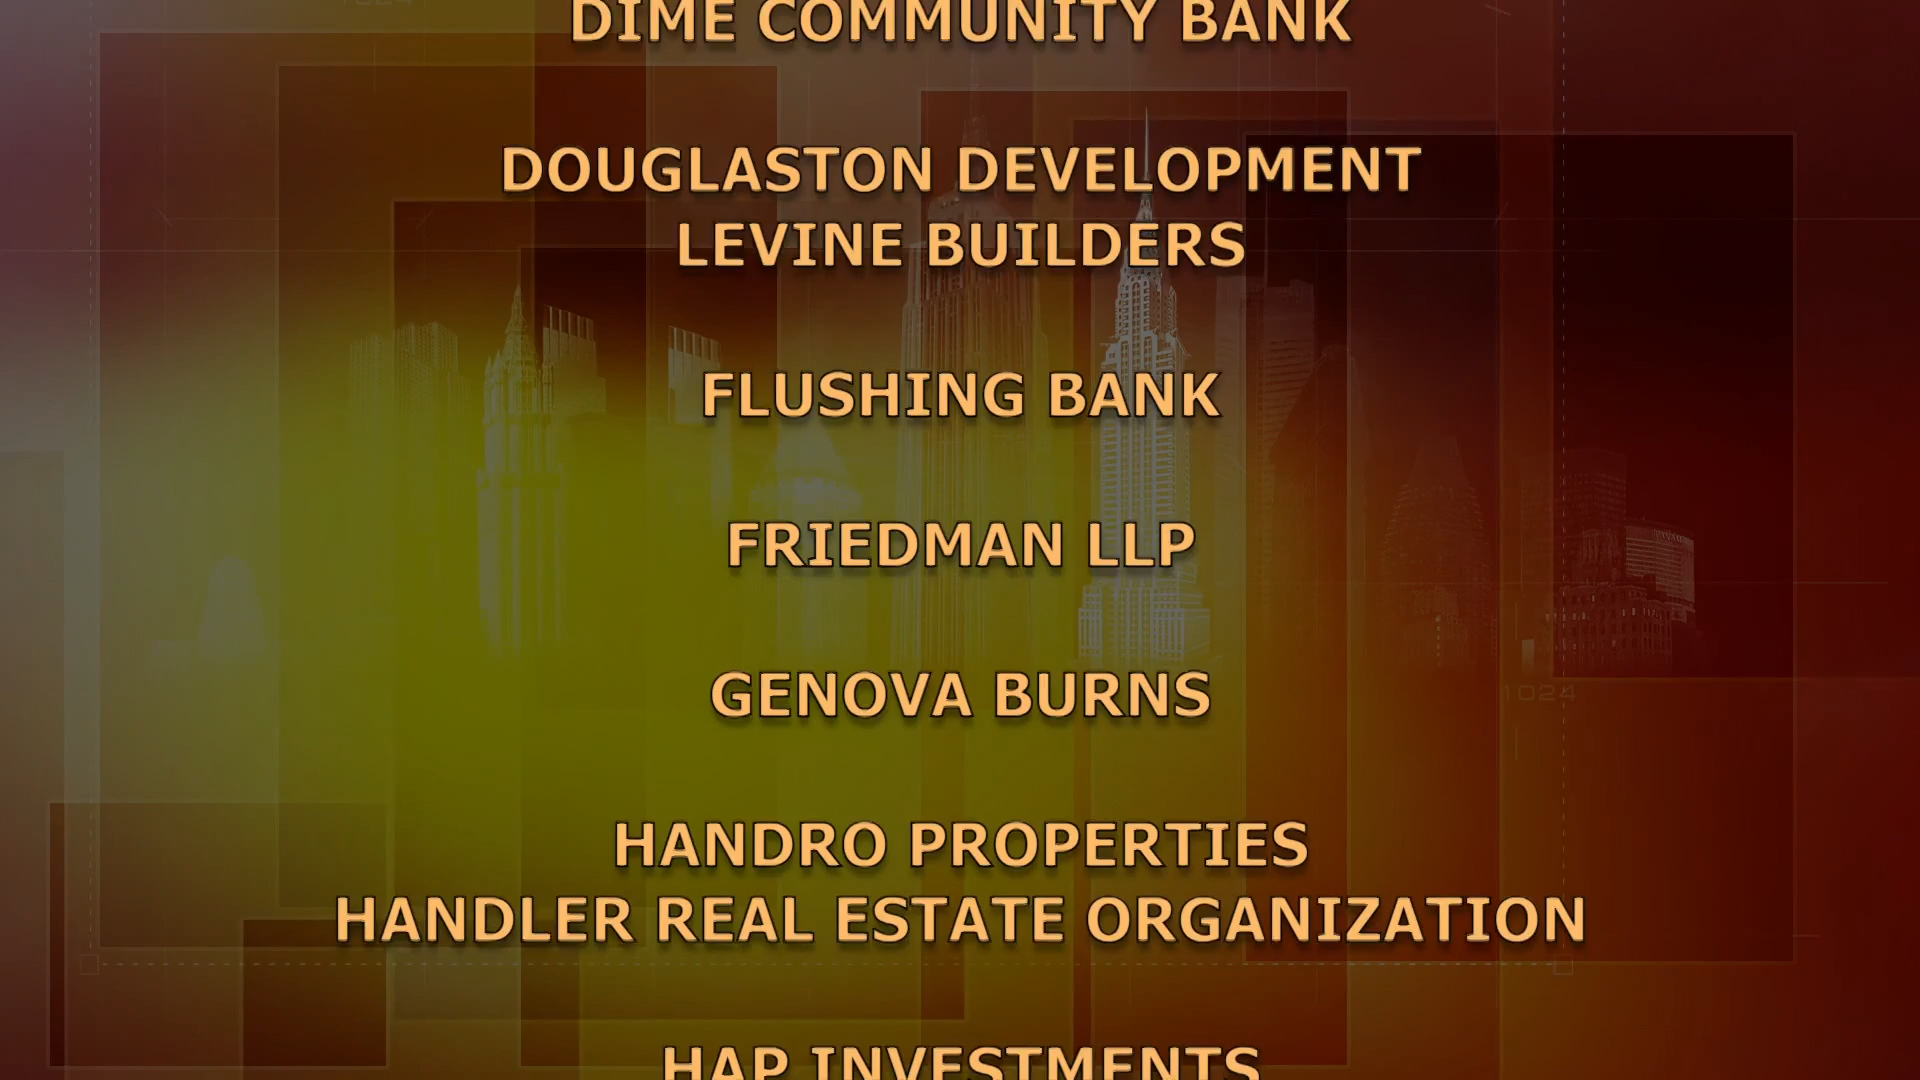 DIME COMMUNITY BANK
DOUGLASTON DEVELOPMENT
LEVINE BUILDERS
FLUSHING BANK
FRIEDMAN LLP
GENOVA BURNS
1024
HANDRO PROPERTIES
HANDLER REAL ESTATE ORGANIZATION
HAP INVESTMENTS